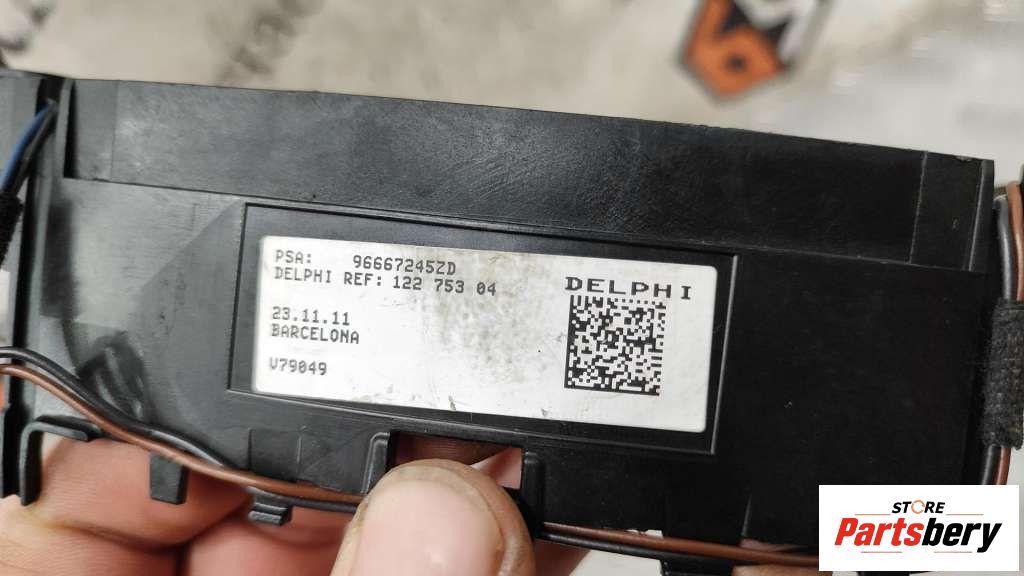 PSA: 96667245ZD
DELPHI REF: 122 753 04
DELPHI
23.11.11
BARCELONA
V79049
STORE
Partsbery